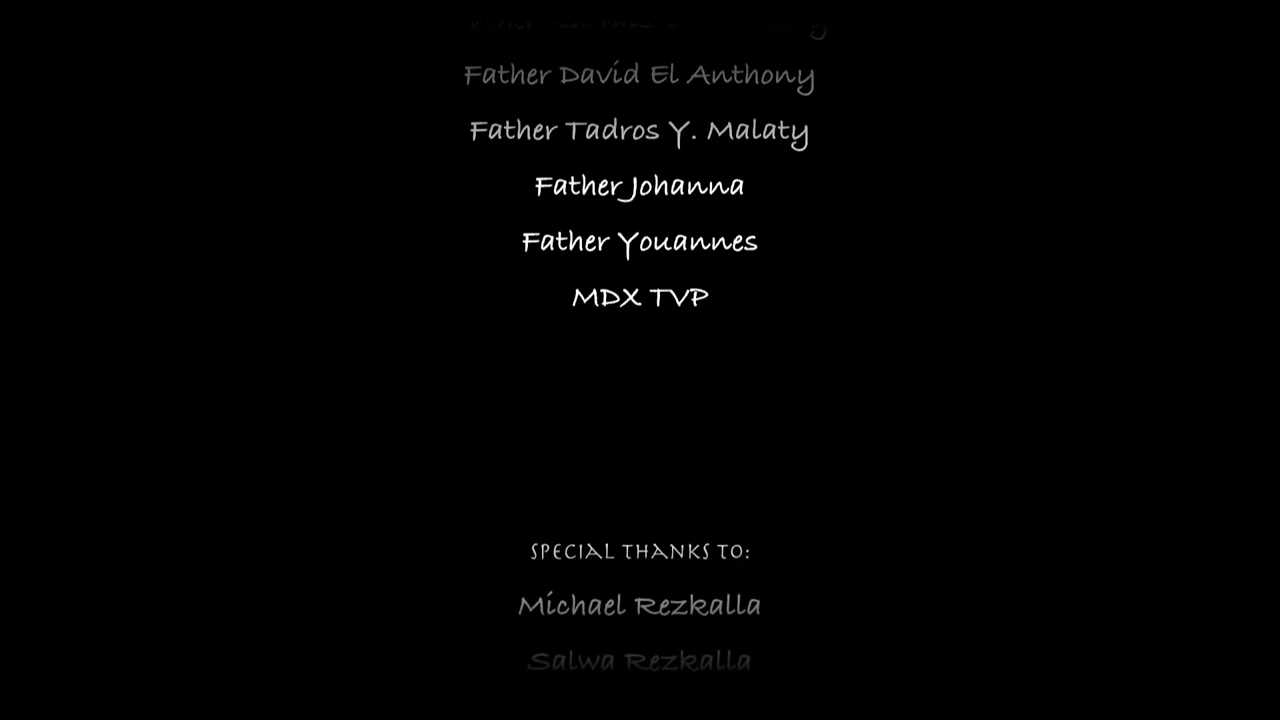 Father David El Anthony
Father Tadros Y. Malaty
Father Johanna
Father Youannes
MDX TVP
SPECIAL THANKS TO:
Michael Rezkalla
Salwa Rezkalla